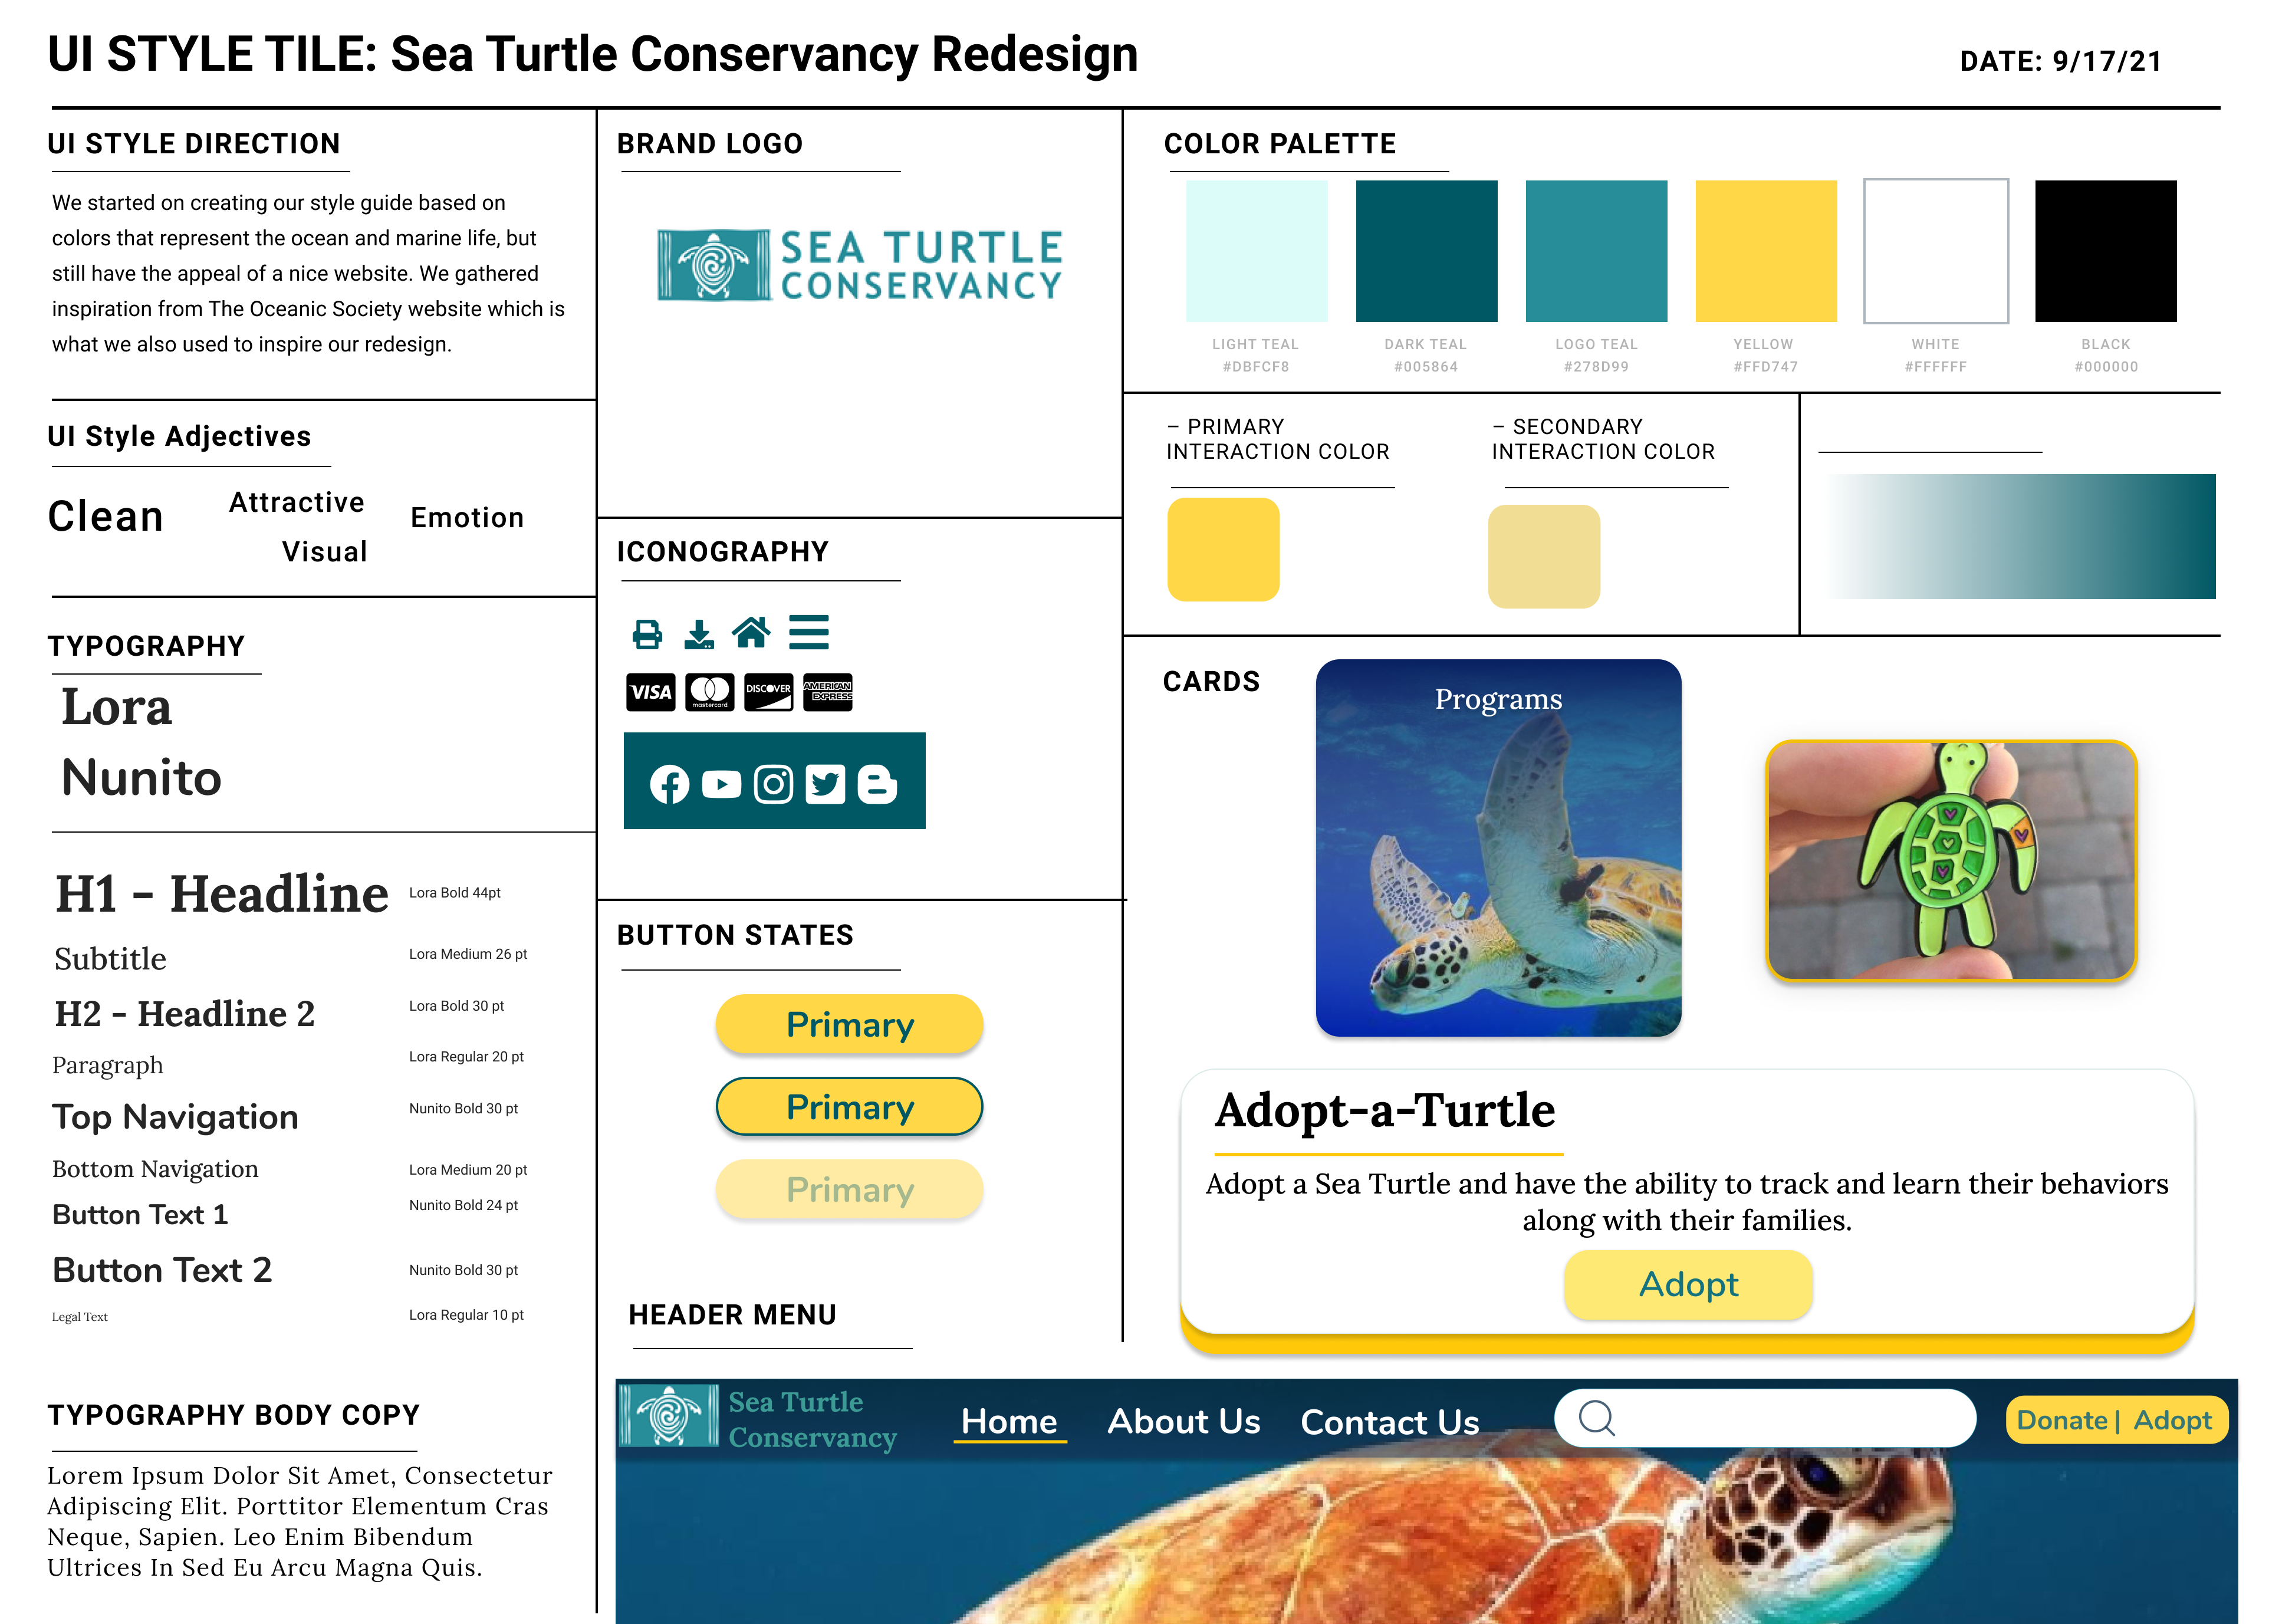 UI STYLE TILE: Sea Turtle Conservancy Redesign
DATE: 9/17/21
UI STYLE DIRECTION
We started on creating our style guide based on
colors that represent the ocean and marine life, but
still have the appeal of a nice website. We gathered
inspiration from The Oceanic Society website which is
what we also used to inspire our redesign.
UI Style Adjectives
Clean
Attractive
Visual
Emotion
TYPOGRAPHY
Lora
Nunito
H1 - Headline Lora Bold 44pt
Subtitle Lora Medium 26 pt
H2 - Headline 2 Lora Bold 30 pt
Paragraph Lora Regular 20 pt
Top Navigation Nunito Bold 30 pt
Bottom Navigation Lora Medium 20 pt
Button Text 1 Nunito Bold 24 pt
Button Text 2 Nunito Bold 30 pt
Legal Text Lora Regular 10 pt
TYPOGRAPHY BODY COPY
Lorem Ipsum Dolor Sit Amet, Consectetur
Adipiscing Elit. Porttitor Elementum Cras
Neque, Sapien. Leo Enim Bibendum
Ultrices In Sed Eu Arcu Magna Quis.
BRAND LOGO
SEA TURTLE
CONSERVANCY
ICONOGRAPHY
VISA
mastercard
DISCOVER
AMERICAN
EXPRESS
BUTTON STATES
Primary
Primary
Primary
HEADER MENU
COLOR PALETTE
LIGHT TEAL
#DBFCF8
DARK TEAL
#005864
LOGO TEAL
#278D99
YELLOW
#FFD747
WHITE
#FFFFFF
BLACK
#000000
– PRIMARY
INTERACTION COLOR
– SECONDARY
INTERACTION COLOR
CARDS
Programs
Adopt-a-Turtle
Adopt a Sea Turtle and have the ability to track and learn their behaviors
along with their families.
Adopt
Sea Turtle
Conservancy
Home
About Us
Contact Us
Donate | Adopt